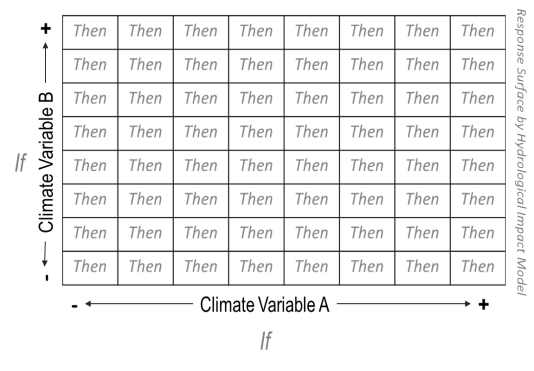 +
Then Then Then Then Then Then Then Then
Then Then Then Then Then Then Then Then
Then Then Then Then Then Then Then Then
Then Then Then Then Then Then Then Then
Then Then Then Then Then Then Then Then
Then Then Then Then Then Then Then Then
Then Then Then Then Then Then Then Then
Then Then Then Then Then Then Then Then
If
Climate Variable B
-
Response Surface by Hydrological Impact Model
- Climate Variable A +
If